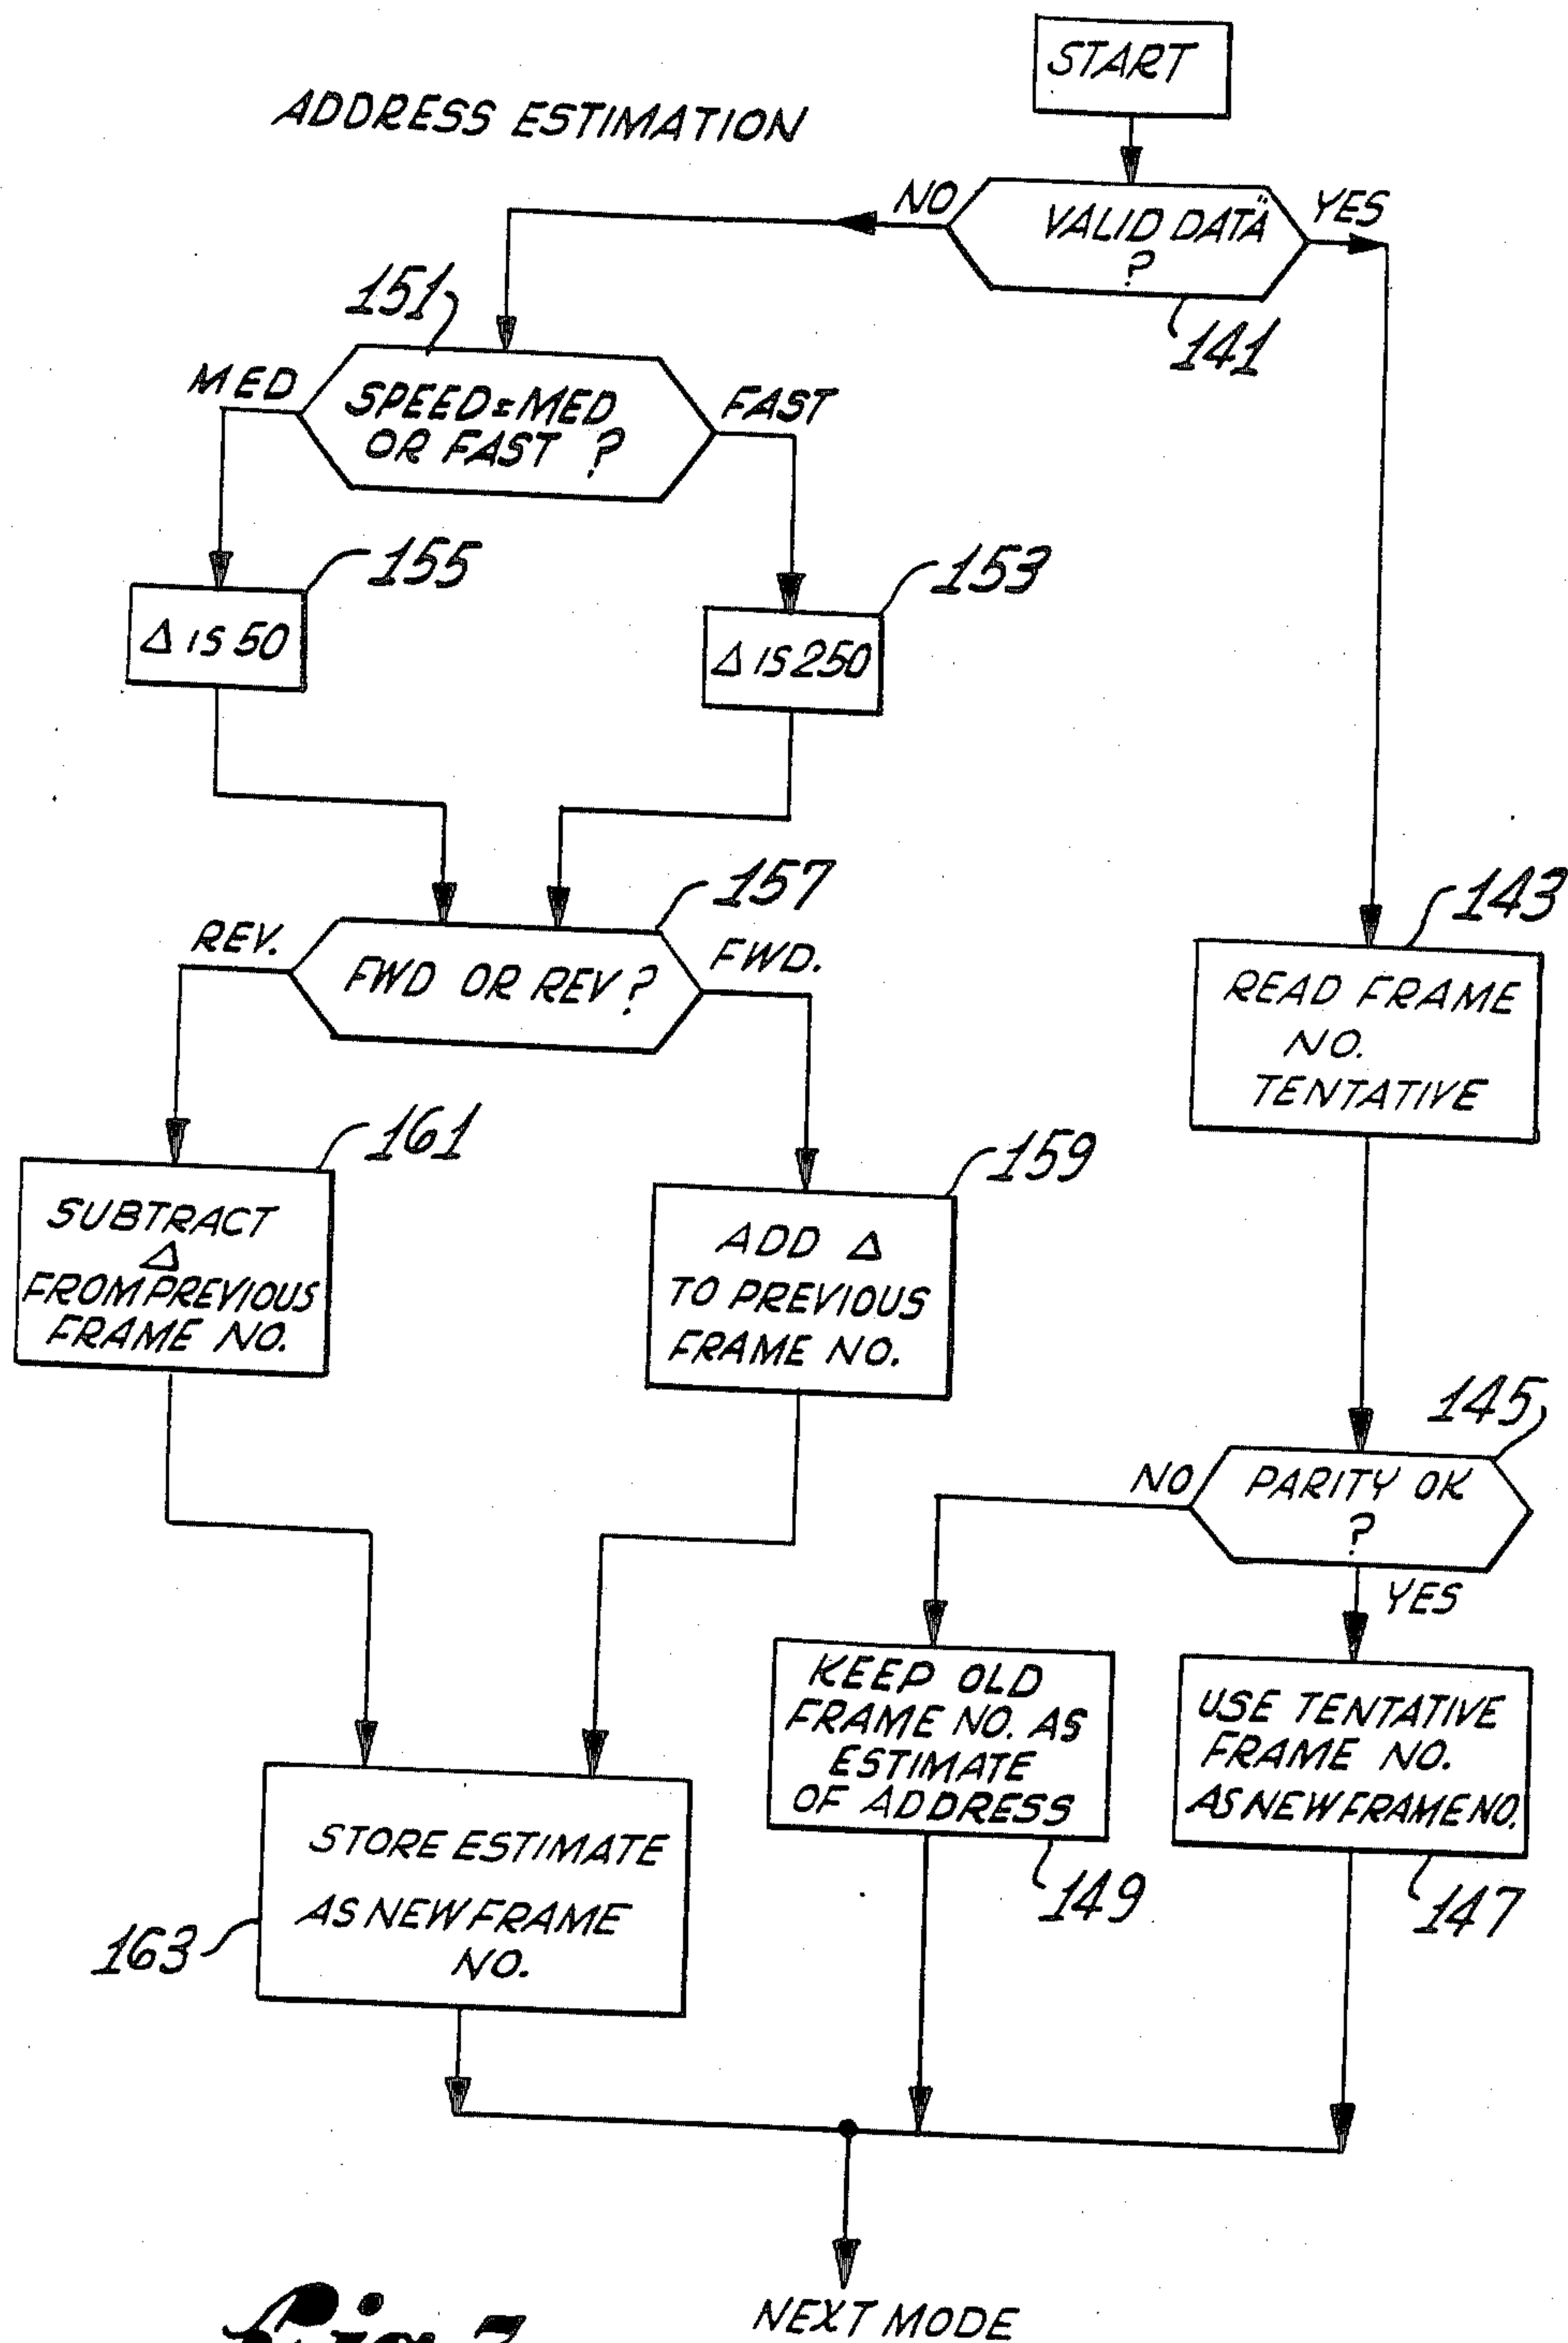 START
ADDRESS ESTIMATION
NO
VALID DATA
?
YES
141
151
MED
SPEED=MED
OR FAST ?
FAST
155
Δ IS 50
153
Δ IS 250
157
REV.
FWD OR REV ?
FWD.
143
READ FRAME
NO.
TENTATIVE
161
SUBTRACT
Δ
FROM PREVIOUS
FRAME NO.
159
ADD Δ
TO PREVIOUS
FRAME NO.
145
NO
PARITY OK
?
YES
KEEP OLD
FRAME NO. AS
ESTIMATE
OF ADDRESS
149
USE TENTATIVE
FRAME NO.
AS NEW FRAME NO.
147
STORE ESTIMATE
AS NEW FRAME
NO.
163
NEXT MODE